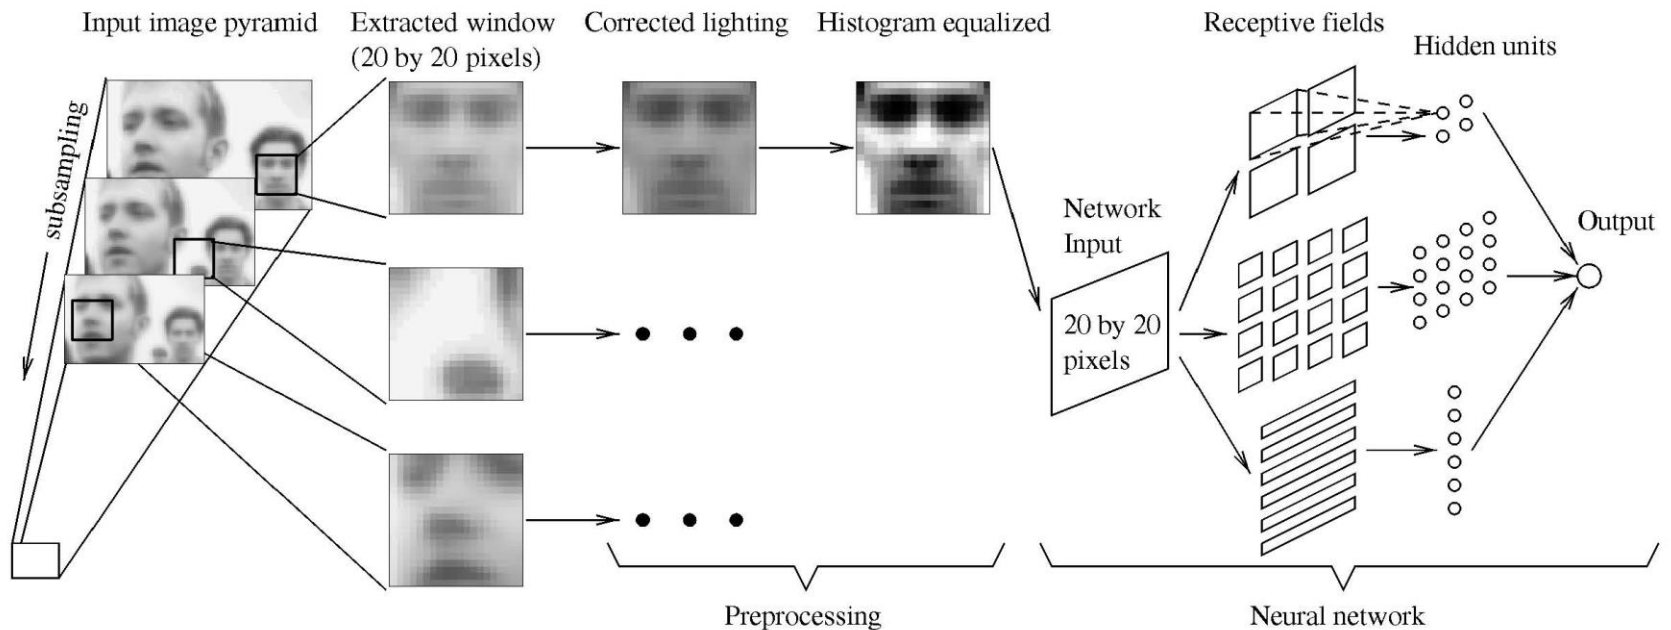 Input image pyramid
Extracted window
(20 by 20 pixels)
Corrected lighting
Histogram equalized
Receptive fields
Hidden units
subsampling
Network
Input
Output
20 by 20
pixels
Preprocessing
Neural network